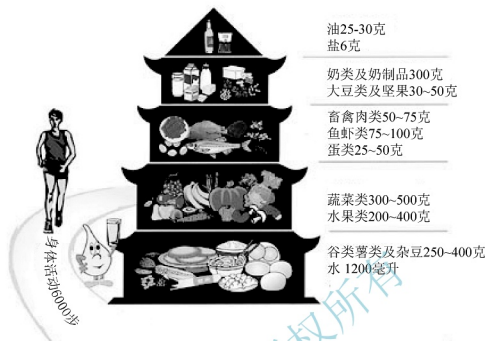 油25-30克
盐6克
奶类及奶制品300克
大豆类及坚果30~50克
畜禽肉类50~75克
鱼虾类75~100克
蛋类25~50克
蔬菜类300~500克
水果类200~400克
谷类薯类及杂豆250~400克
水 1200毫升
身体活动6000步
权所有